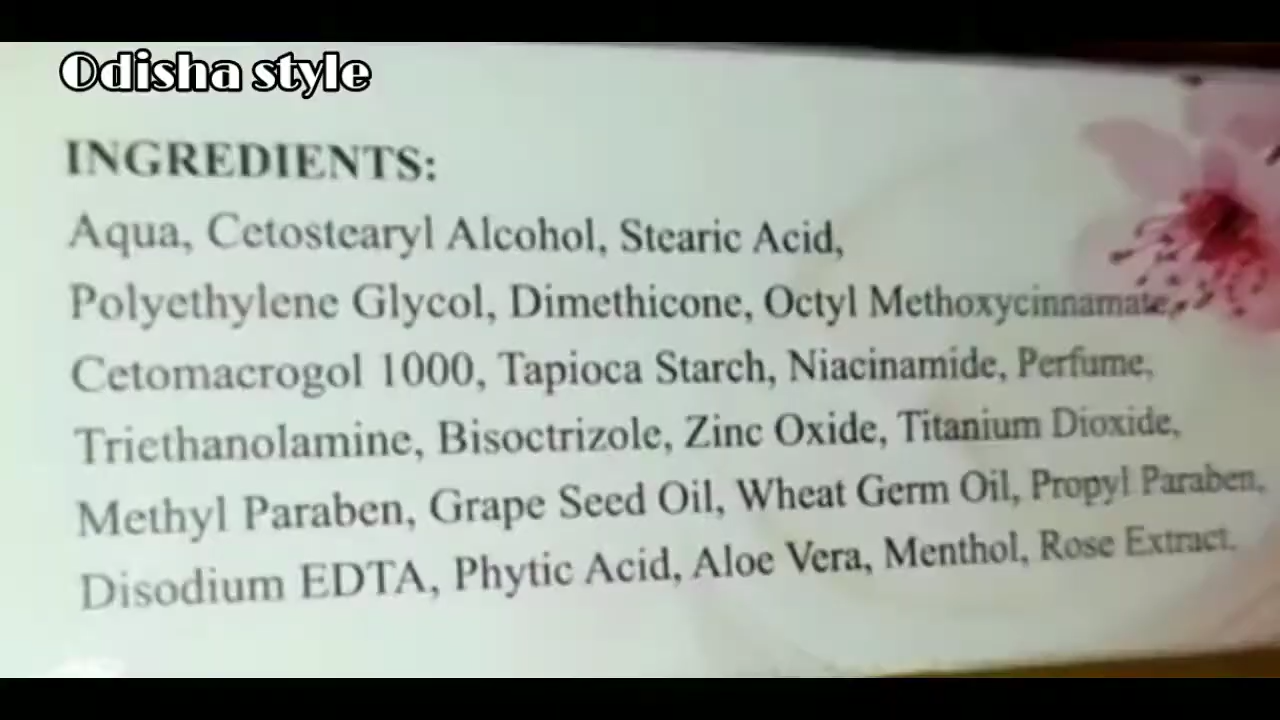 Odisha style
INGREDIENTS:
Aqua, Cetostearyl Alcohol, Stearic Acid,
Polyethylene Glycol, Dimethicone, Octyl Methoxycinnamate,
Cetomacrogol 1000, Tapioca Starch, Niacinamide, Perfume,
Triethanolamine, Bisoctrizole, Zinc Oxide, Titanium Dioxide,
Methyl Paraben, Grape Seed Oil, Wheat Germ Oil, Propyl Paraben,
Disodium EDTA, Phytic Acid, Aloe Vera, Menthol, Rose Extract.